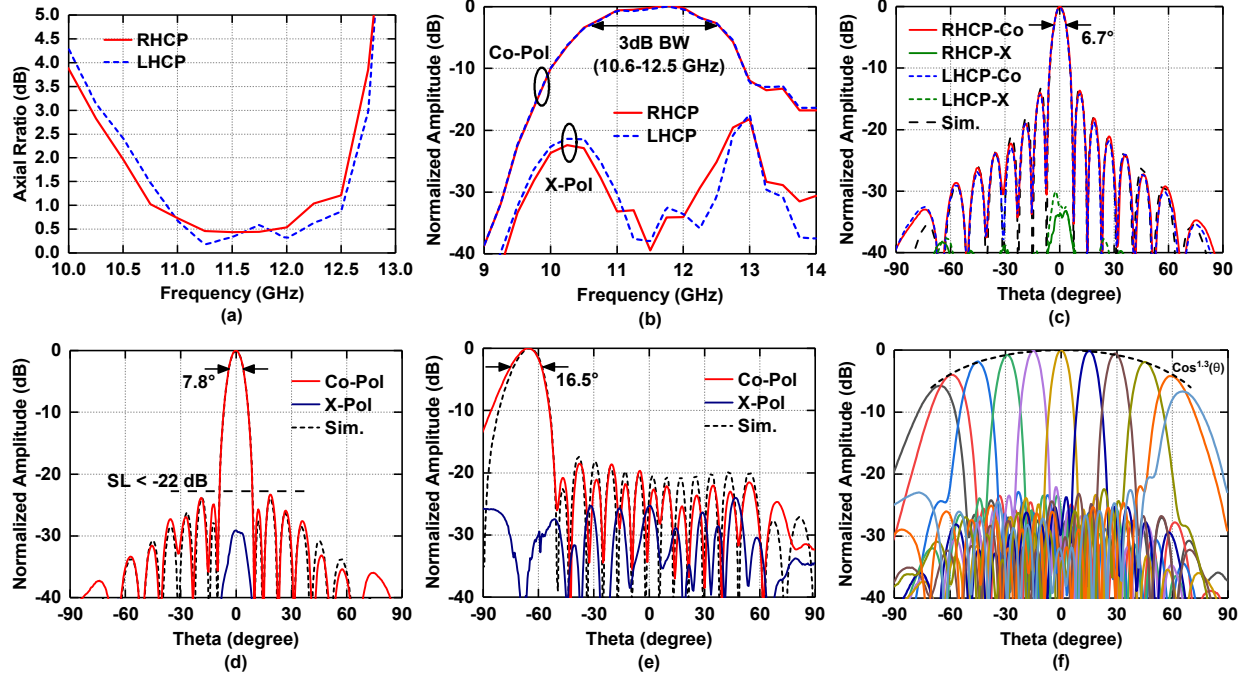 5.0
4.5
4.0
3.5
3.0
2.5
2.0
1.5
1.0
0.5
0.0
Axial Rratio (dB)
RHCP
LHCP
10.0 10.5 11.0 11.5 12.0 12.5 13.0
Frequency (GHz)
(a)
0
-10
-20
-30
-40
Normalized Amplitude (dB)
Co-Pol
3dB BW
(10.6-12.5 GHz)
RHCP
LHCP
X-Pol
9 10 11 12 13 14
Frequency (GHz)
(b)
0
-10
-20
-30
-40
Normalized Amplitude (dB)
RHCP-Co
RHCP-X
LHCP-Co
LHCP-X
Sim.
6.7°
-90 -60 -30 0 30 60 90
Theta (degree)
(c)
0
-10
-20
-30
-40
Normalized Amplitude (dB)
7.8°
Co-Pol
X-Pol
Sim.
SL < -22 dB
-90 -60 -30 0 30 60 90
Theta (degree)
(d)
0
-10
-20
-30
-40
Normalized Amplitude (dB)
16.5°
Co-Pol
X-Pol
Sim.
-90 -60 -30 0 30 60 90
Theta (degree)
(e)
0
-10
-20
-30
-40
Normalized Amplitude (dB)
Cos^1.3(θ)
-90 -60 -30 0 30 60 90
Theta (degree)
(f)